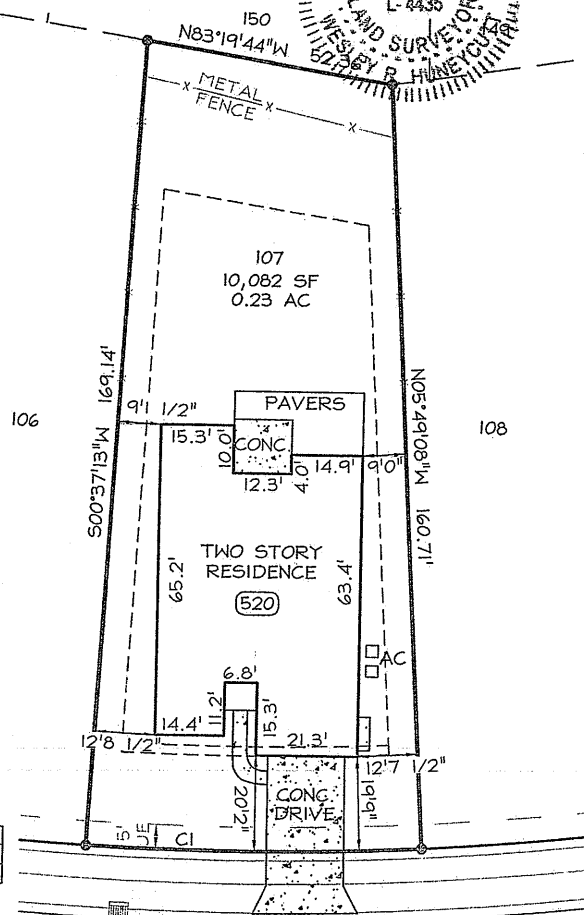 150
N83°19'44"W
L-4435
LAND SURVEYOR
WESLEY R HUNEYCUTT
METAL
FENCE
107
10,082 SF
0.23 AC
S00°37'13"W 169.14'
N05°49'08"W 160.71'
106
108
9'1 1/2"
PAVERS
15.3'
10.0'
CONC
12.3'
4.0'
14.9'
9'0"
65.2'
TWO STORY
RESIDENCE
520
63.4'
AC
6.8'
11.2'
15.3'
14.4'
21.3'
12'8 1/2"
12'7 1/2"
20'2"
CONC
DRIVE
19'9"
5'
UE
C1